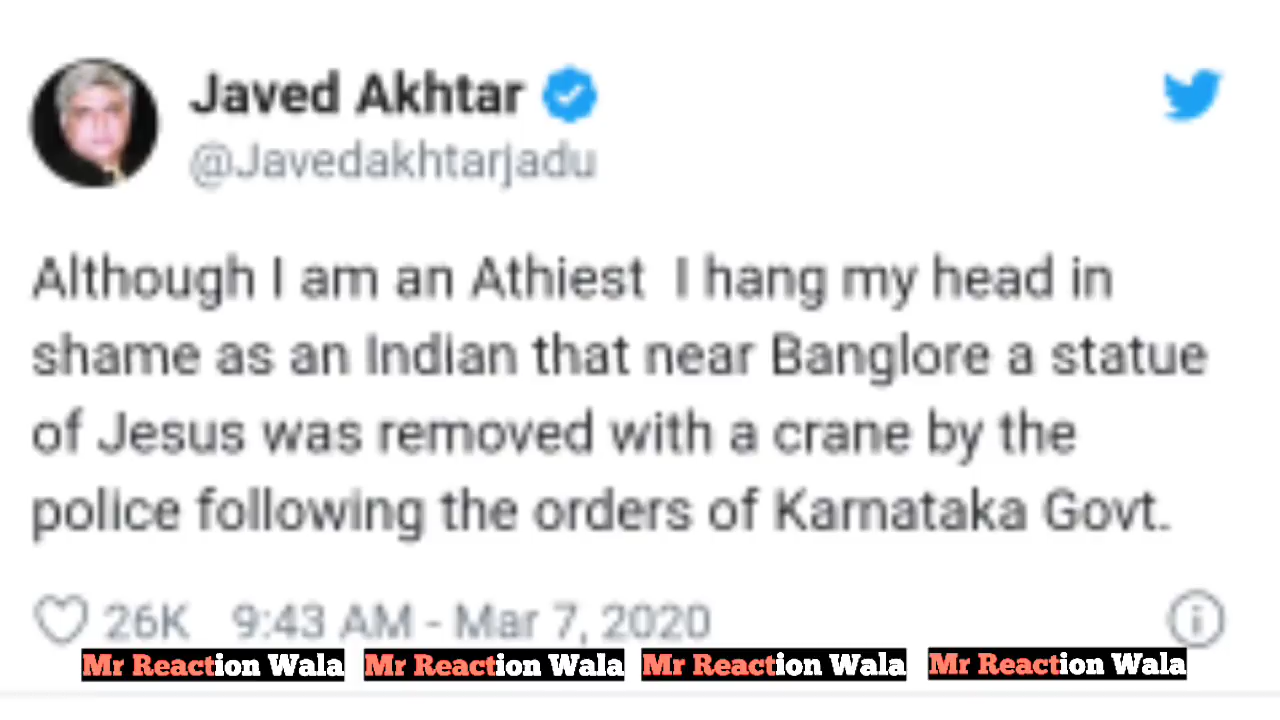 Javed Akhtar
@Javedakhtarjadu
Although I am an Athiest I hang my head in
shame as an Indian that near Banglore a statue
of Jesus was removed with a crane by the
police following the orders of Karnataka Govt.
26K 9:43 AM - Mar 7, 2020
Mr Reaction Wala Mr Reaction Wala Mr Reaction Wala Mr Reaction Wala